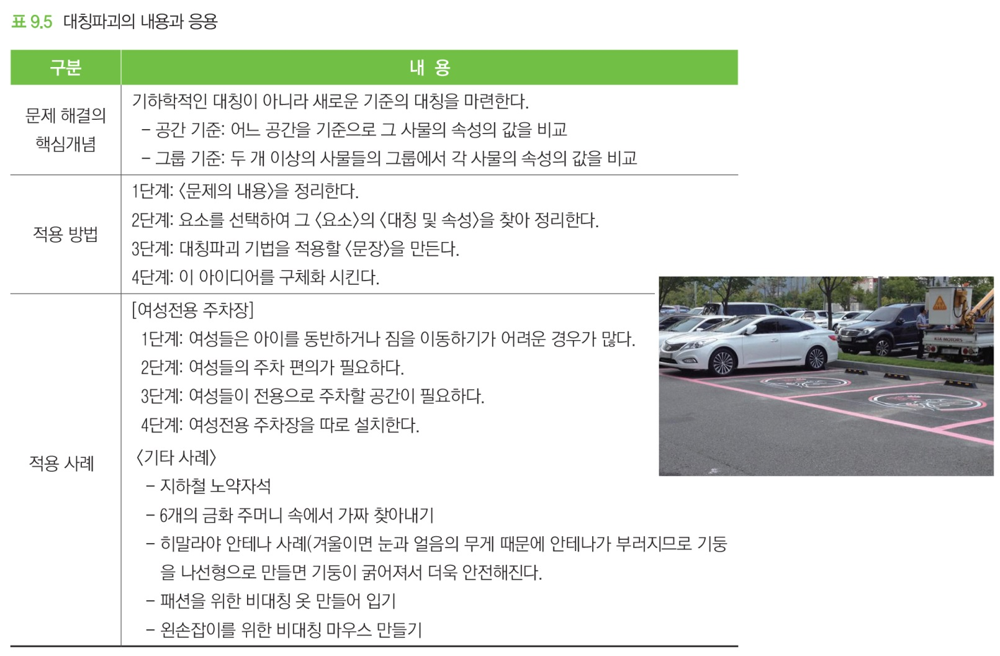 표 9.5 대칭파괴의 내용과 응용
구분
내 용
문제 해결의
핵심개념
기하학적인 대칭이 아니라 새로운 기준의 대칭을 마련한다.
– 공간 기준: 어느 공간을 기준으로 그 사물의 속성의 값을 비교
– 그룹 기준: 두 개 이상의 사물들의 그룹에서 각 사물의 속성의 값을 비교
적용 방법
1단계: 〈문제의 내용〉을 정리한다.
2단계: 요소를 선택하여 그 〈요소〉의 〈대칭 및 속성〉을 찾아 정리한다.
3단계: 대칭파괴 기법을 적용할 〈문장〉을 만든다.
4단계: 이 아이디어를 구체화 시킨다.
적용 사례
[여성전용 주차장]
1단계: 여성들은 아이를 동반하거나 짐을 이동하기가 어려운 경우가 많다.
2단계: 여성들의 주차 편의가 필요하다.
3단계: 여성들이 전용으로 주차할 공간이 필요하다.
4단계: 여성전용 주차장을 따로 설치한다.
〈기타 사례〉
– 지하철 노약자석
– 6개의 금화 주머니 속에서 가짜 찾아내기
– 히말라야 안테나 사례(겨울이면 눈과 얼음의 무게 때문에 안테나가 부러지므로 기둥
을 나선형으로 만들면 기둥이 굵어져서 더욱 안전해진다.
– 패션을 위한 비대칭 옷 만들어 입기
– 왼손잡이를 위한 비대칭 마우스 만들기
KIA MOTORS